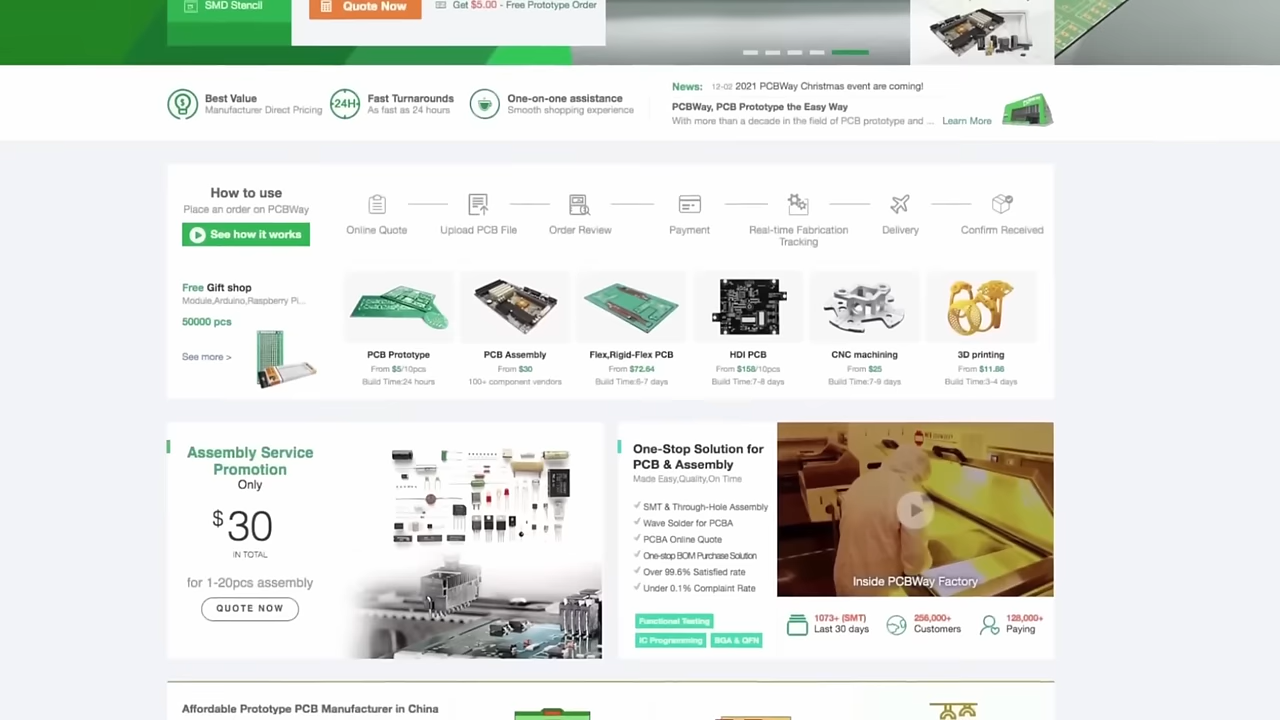 SMD Stencil
Quote Now
Get $5.00 - Free Prototype Order
Best Value
Manufacturer Direct Pricing
24H
Fast Turnarounds
As fast as 24 hours
One-on-one assistance
Smooth shopping experience
News: 12-02 2021 PCBWay Christmas event are coming!
PCBWay, PCB Prototype the Easy Way
With more than a decade in the field of PCB prototype and ... Learn More
How to use
Place an order on PCBWay
See how it works
Online Quote
Upload PCB File
Order Review
Payment
Real-time Fabrication
Tracking
Delivery
Confirm Received
Free Gift shop
Module,Arduino,Raspberry Pi...
50000 pcs
See more >
PCB Prototype
From $5/10pcs
Build Time:24 hours
PCB Assembly
From $30
100+ component vendors
Flex,Rigid-Flex PCB
From $72.64
Build Time:6-7 days
HDI PCB
From $158/10pcs
Build Time:7-8 days
CNC machining
From $25
Build Time:7-9 days
3D printing
From $11.86
Build Time:3-4 days
Assembly Service
Promotion
Only
$30
IN TOTAL
for 1-20pcs assembly
QUOTE NOW
One-Stop Solution for
PCB & Assembly
Made Easy,Quality,On Time
SMT & Through-Hole Assembly
Wave Solder for PCBA
PCBA Online Quote
One-stop BOM Purchase Solution
Over 99.6% Satisfied rate
Under 0.1% Complaint Rate
Functional Testing
IC Programming
BGA & QFN
Inside PCBWay Factory
1073+ (SMT)
Last 30 days
256,000+
Customers
128,000+
Paying
Affordable Prototype PCB Manufacturer in China